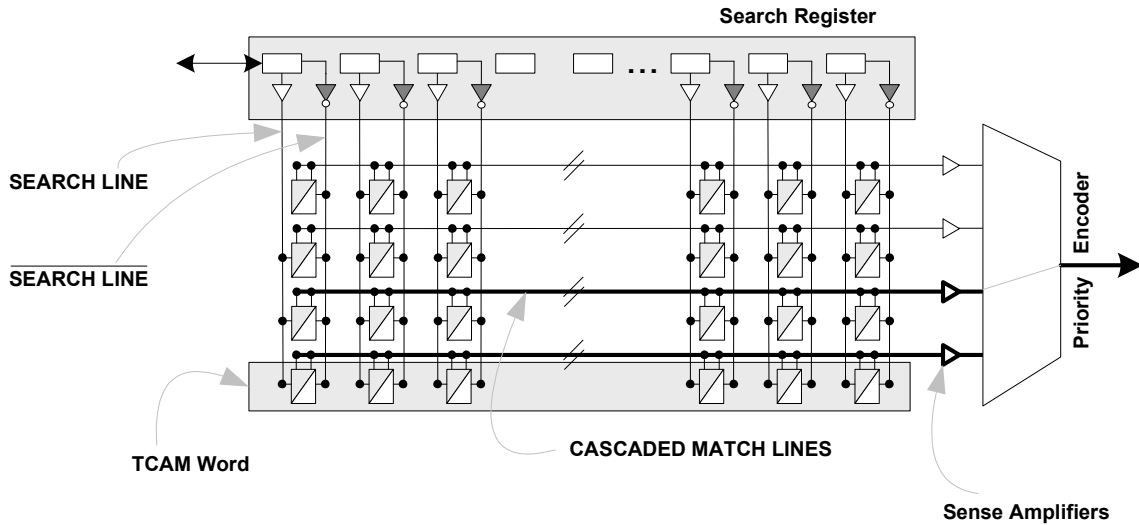 Search Register
...
SEARCH LINE
SEARCH LINE
Priority Encoder
TCAM Word
CASCADED MATCH LINES
Sense Amplifiers